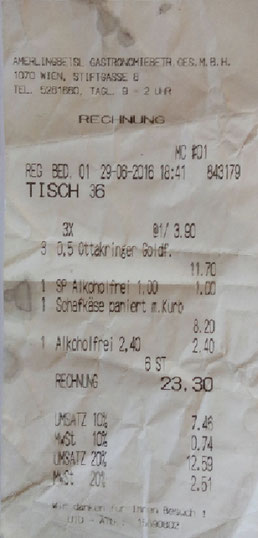 AMERLINGBEISL GASTRONOMIEBETR.GES.M.B.H.
1070 WIEN, STIFTGASSE 8
TEL. 5261660, TAGL. 9 - 2 UHR
RECHNUNG
MC #01
REG BED. 01 29-06-2016 18:41 843179
TISCH 36
3X @1/ 3.90
3 0,5 Ottakringer Goldf.
11.70
1 SP Alkoholfrei 1.00 1.00
1 Schafkäse paniert m.Kürb
8.20
1 Alkoholfrei 2,40 2.40
6 ST
RECHNUNG 23.30
UMSATZ 10% 7.46
MwSt 10% 0.74
UMSATZ 20% 12.59
MwSt 20% 2.51
Wir danken für Ihren Besuch !